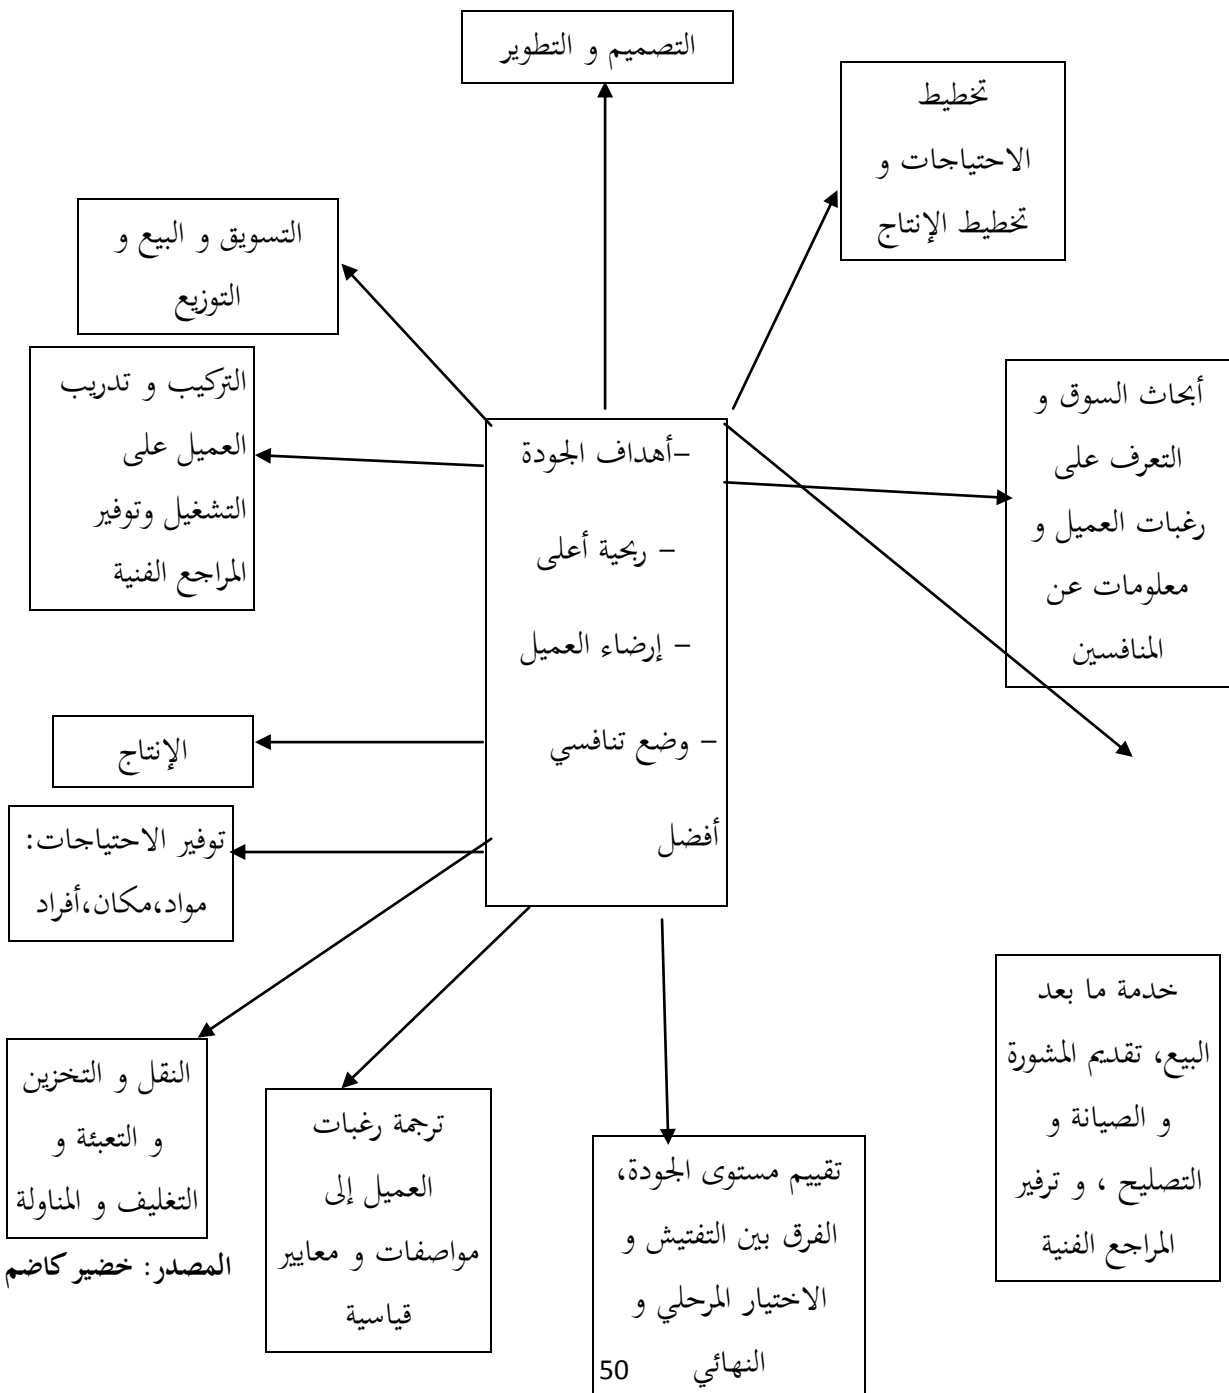 التصميم و التطوير
تخطيط
الاحتياجات و
تخطيط الإنتاج
التسويق و البيع و
التوزيع
التركيب و تدريب
العميل على
التشغيل وتوفير
المراجع الفنية
أبحاث السوق و
التعرف على
رغبات العميل و
معلومات عن
المنافسين
–أهداف الجودة
– ربحية أعلى
– إرضاء العميل
– وضع تنافسي
أفضل
الإنتاج
توفير الاحتياجات:
مواد،مكان،أفراد
خدمة ما بعد
البيع، تقديم المشورة
و الصيانة و
التصليح ، و ترفير
المراجع الفنية
النقل و التخزين
و التعبئة و
التغليف و المناولة
ترجمة رغبات
العميل إلى
مواصفات و معايير
قياسية
تقييم مستوى الجودة،
الفرق بين التفتيش و
الاختيار المرحلي و
النهائي
المصدر: خضير كاضم
50